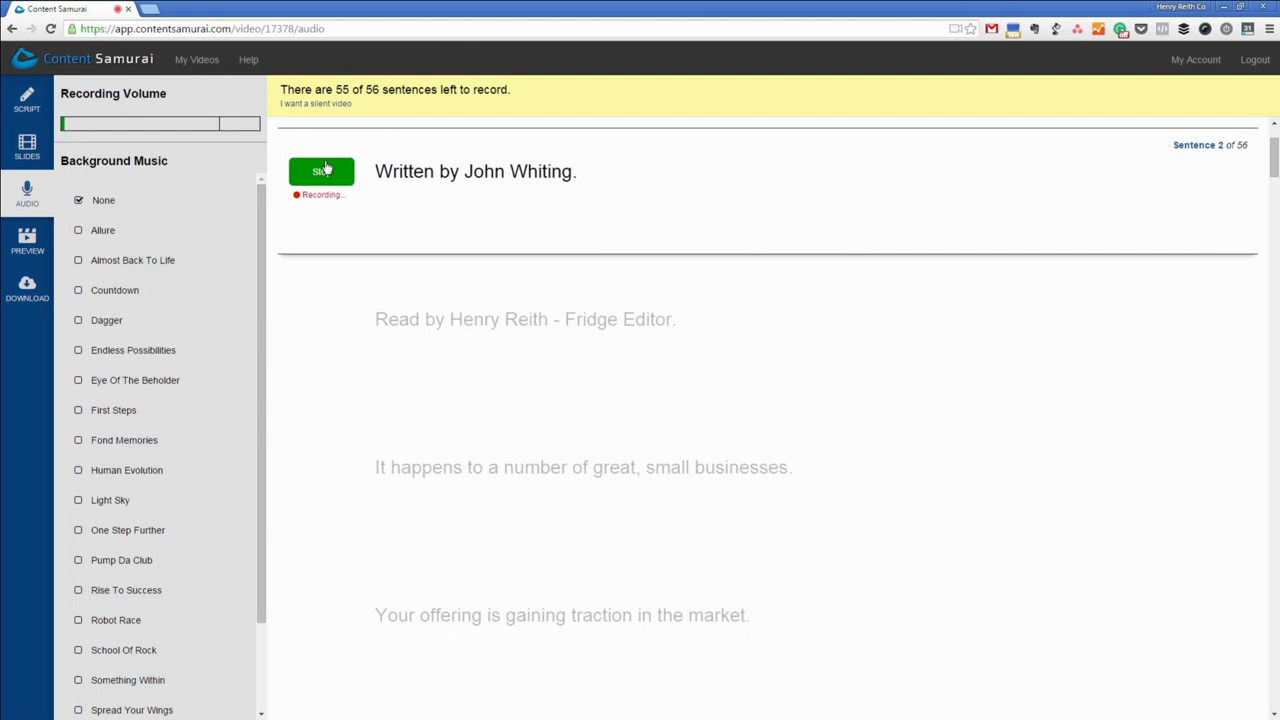 Content Samurai
Henry Reith Co
https://app.contentsamurai.com/video/17378/audio
Content Samurai
My Videos
Help
My Account
Logout
SCRIPT
SLIDES
AUDIO
PREVIEW
DOWNLOAD
Recording Volume
Background Music
None
Allure
Almost Back To Life
Countdown
Dagger
Endless Possibilities
Eye Of The Beholder
First Steps
Fond Memories
Human Evolution
Light Sky
One Step Further
Pump Da Club
Rise To Success
Robot Race
School Of Rock
Something Within
Spread Your Wings
There are 55 of 56 sentences left to record.
I want a silent video
Sentence 2 of 56
Written by John Whiting.
Recording...
Read by Henry Reith - Fridge Editor.
It happens to a number of great, small businesses.
Your offering is gaining traction in the market.